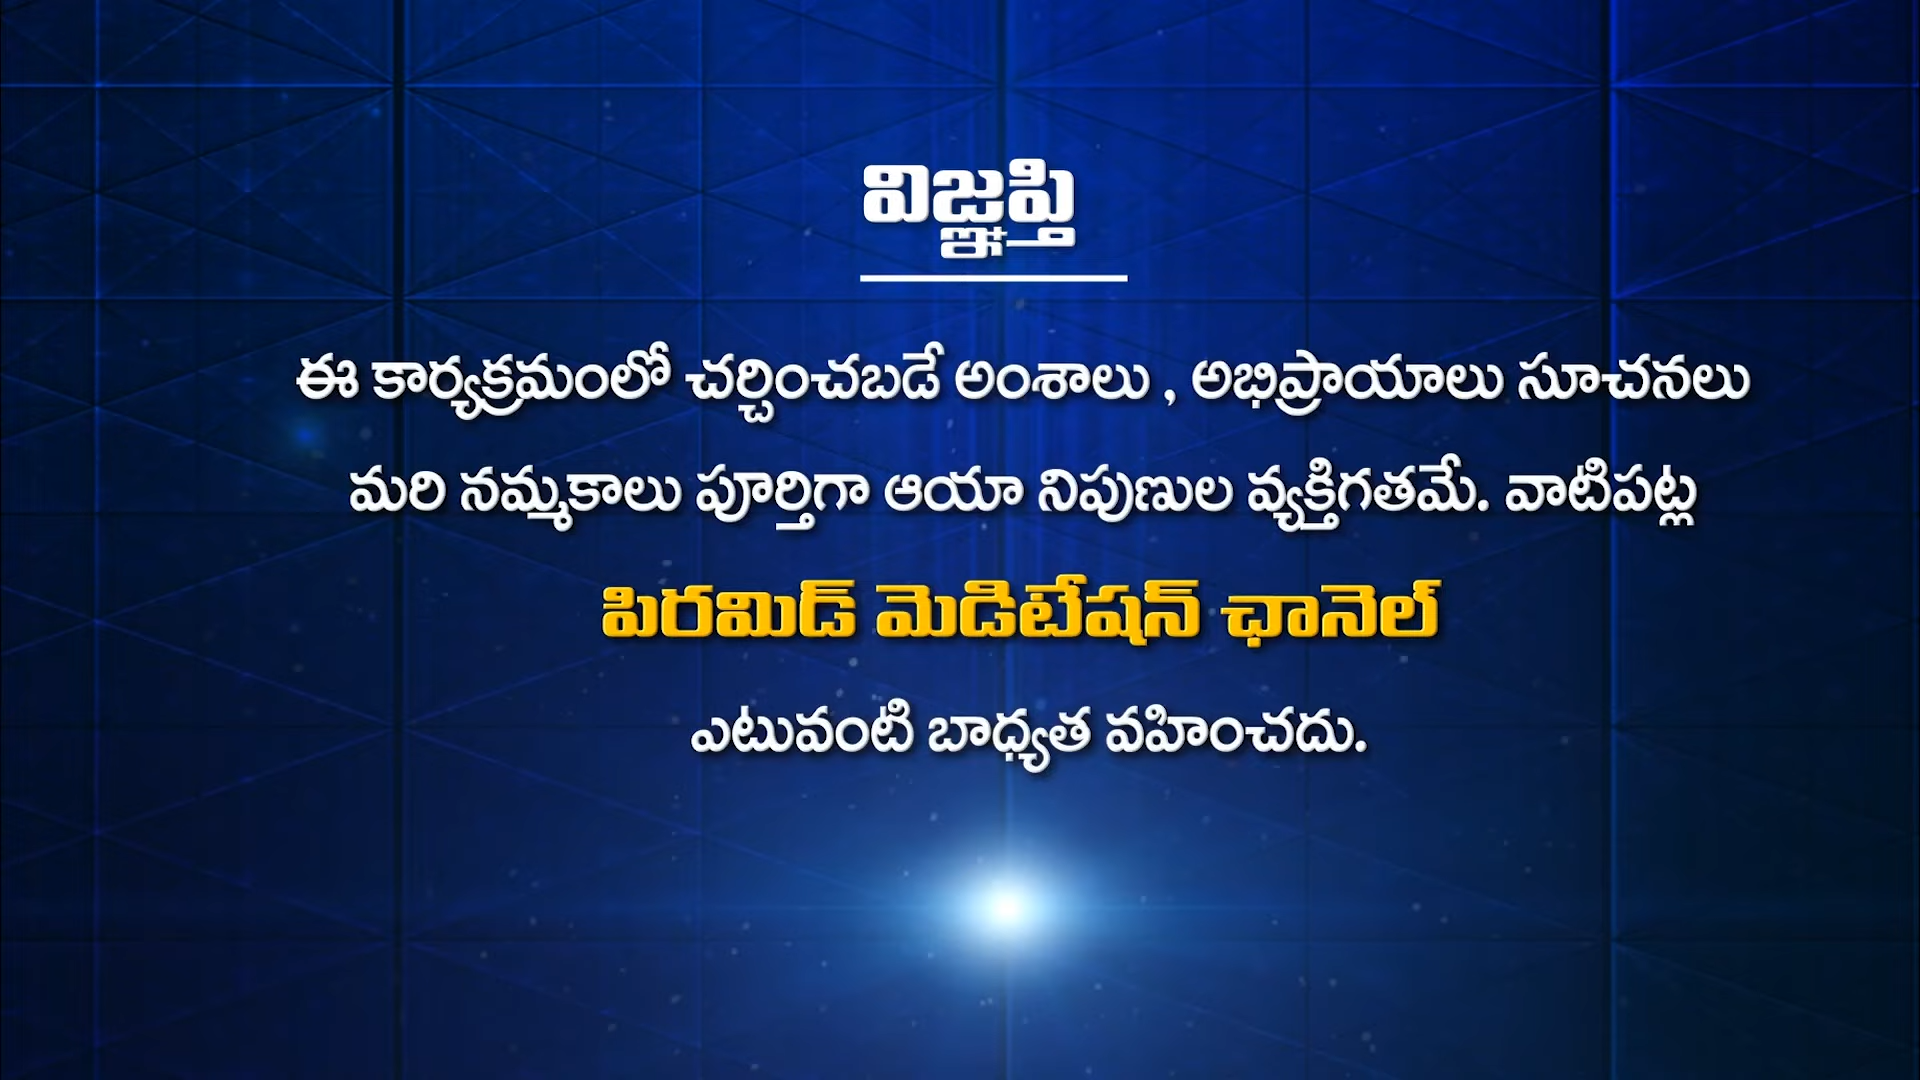 విజ్ఞప్తి
ఈ కార్యక్రమంలో చర్చించబడే అంశాలు , అభిప్రాయాలు సూచనలు
మరి నమ్మకాలు పూర్తిగా ఆయా నిపుణుల వ్యక్తిగతమే. వాటిపట్ల
పిరమిడ్ మెడిటేషన్ ఛానెల్
ఎటువంటి బాధ్యత వహించదు.